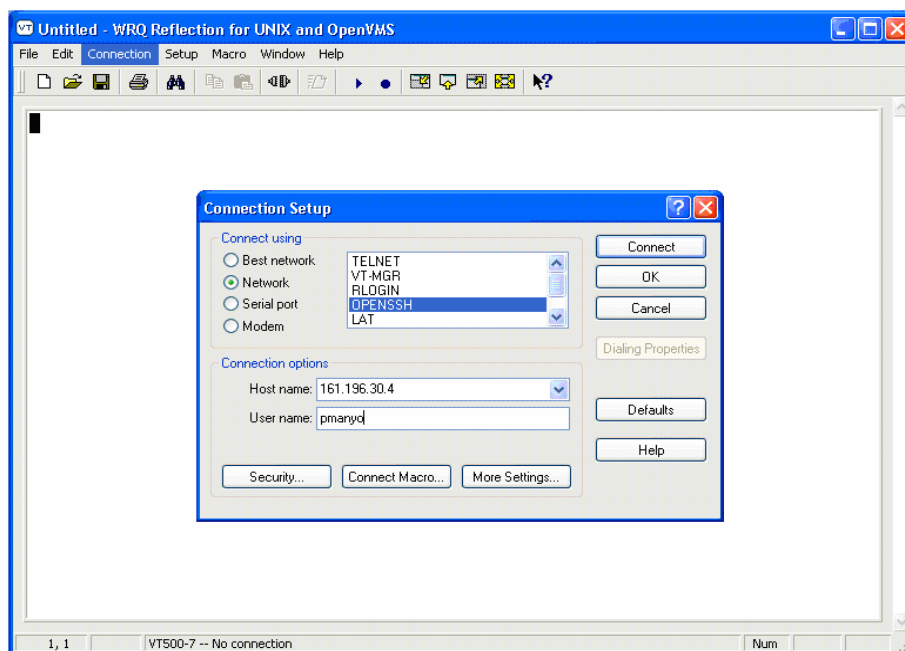 VT Untitled - WRQ Reflection for UNIX and OpenVMS
File Edit Connection Setup Macro Window Help
Connection Setup
Connect using
Best network
Network
Serial port
Modem
TELNET
VT-MGR
RLOGIN
OPENSSH
LAT
Connect
OK
Cancel
Dialing Properties
Connection options
Host name: 161.196.30.4
User name: pmanyo
Defaults
Help
Security... Connect Macro... More Settings...
1, 1 VT500-7 -- No connection Num